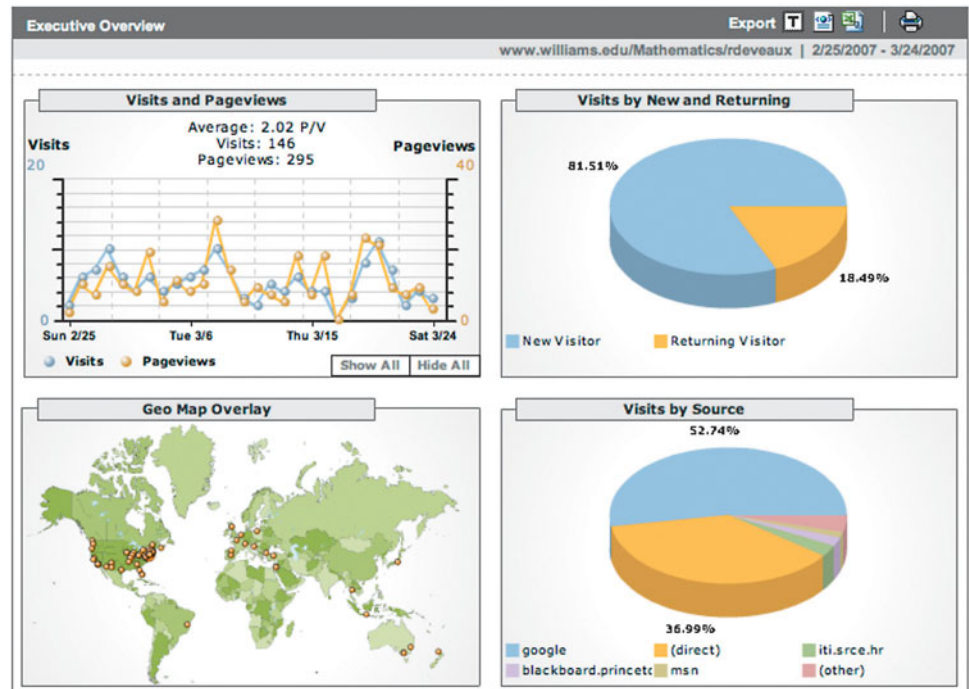 Executive Overview
Export T
www.williams.edu/Mathematics/rdeveaux | 2/25/2007 - 3/24/2007
Visits and Pageviews
Average: 2.02 P/V
Visits: 146
Pageviews: 295
Visits
20
Pageviews
40
0
0
Sun 2/25
Tue 3/6
Thu 3/15
Sat 3/24
Visits
Pageviews
Show All
Hide All
Visits by New and Returning
81.51%
18.49%
New Visitor
Returning Visitor
Geo Map Overlay
Visits by Source
52.74%
36.99%
google
(direct)
iti.srce.hr
blackboard.princetc
msn
(other)